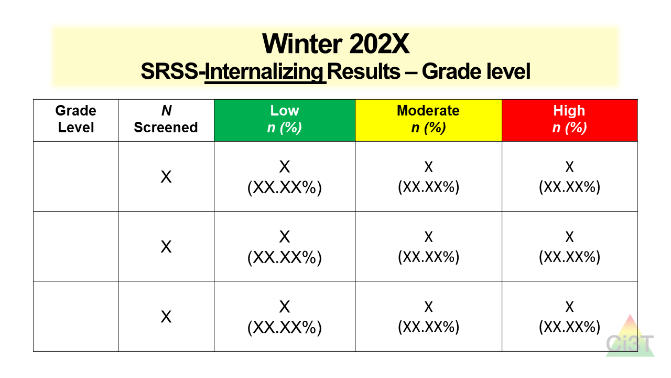 Winter 202X
SRSS-Internalizing Results – Grade level
Grade Level N Screened Low n (%) Moderate n (%) High n (%)
X X (XX.XX%) X (XX.XX%) X (XX.XX%)
X X (XX.XX%) X (XX.XX%) X (XX.XX%)
X X (XX.XX%) X (XX.XX%) X (XX.XX%)
Ci3T